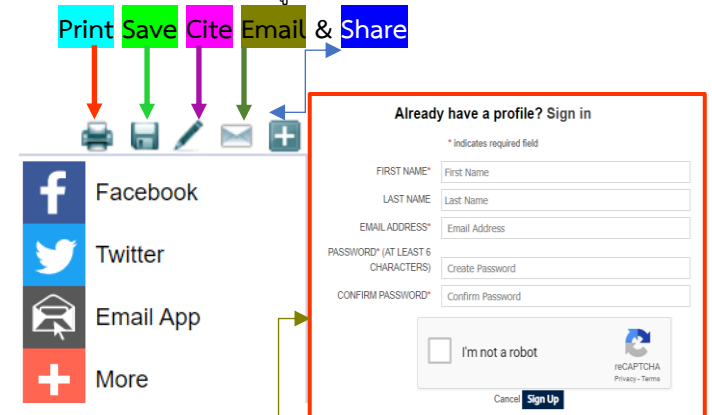 Print Save Cite Email & Share
Already have a profile? Sign in
* indicates required field
FIRST NAME* First Name
LAST NAME Last Name
EMAIL ADDRESS* Email Address
PASSWORD* (AT LEAST 6
CHARACTERS) Create Password
CONFIRM PASSWORD* Confirm Password
I'm not a robot
reCAPTCHA
Privacy - Terms
Cancel Sign Up
Facebook
Twitter
Email App
More